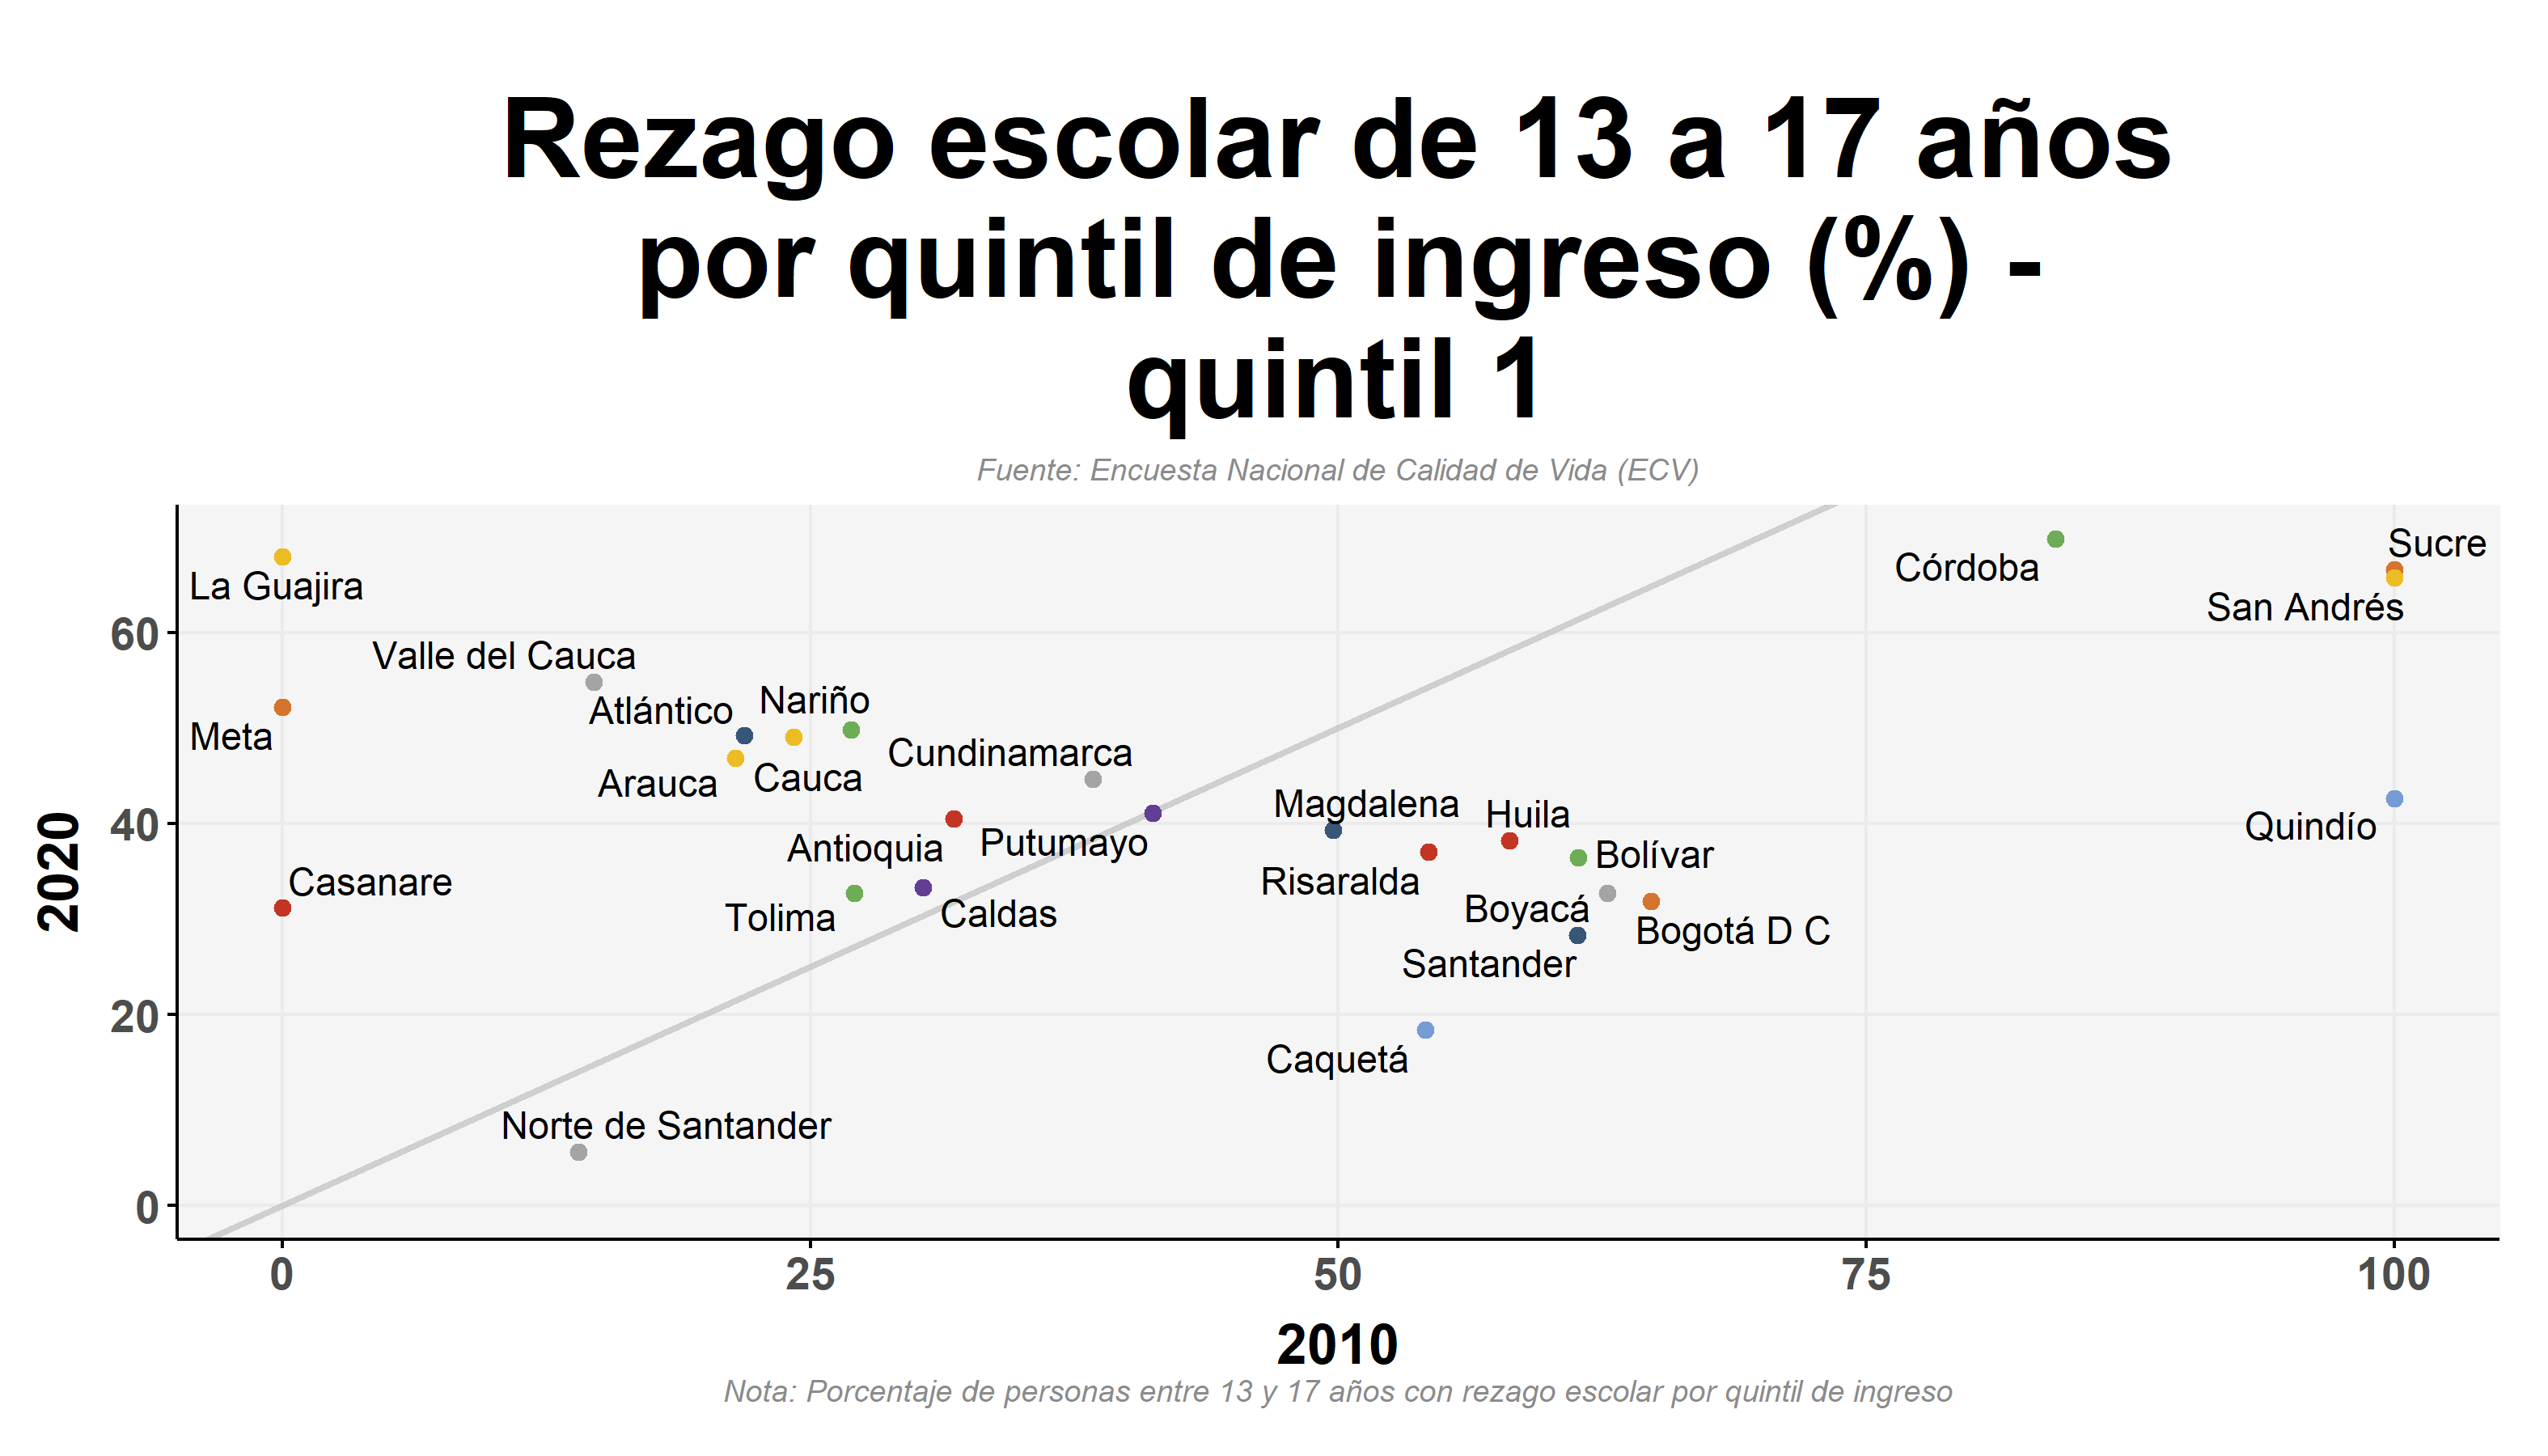 Rezago escolar de 13 a 17 años
por quintil de ingreso (%) -
quintil 1
Fuente: Encuesta Nacional de Calidad de Vida (ECV)
Sucre
Córdoba
La Guajira
San Andrés
60
Valle del Cauca
Nariño
Atlántico
Meta
Cundinamarca
Cauca
Arauca
Magdalena
Huila
40
Quindío
Putumayo
Antioquia
Bolívar
Risaralda
Casanare
Boyacá
Caldas
Tolima
Bogotá D C
Santander
20
Caquetá
Norte de Santander
0
2020
0 25 50 75 100
2010
Nota: Porcentaje de personas entre 13 y 17 años con rezago escolar por quintil de ingreso